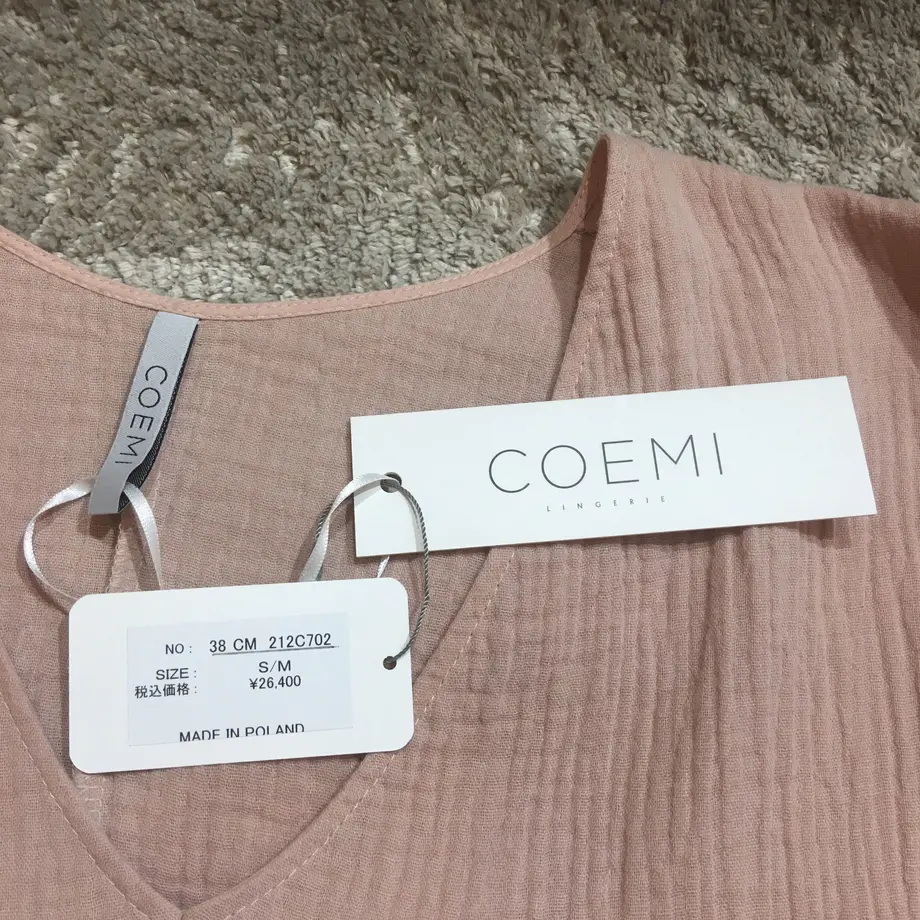 COEMI
COEMI
LINGERIE
NO : 38 CM 212C702
SIZE : S/M
税込価格 : ¥26,400
MADE IN POLAND